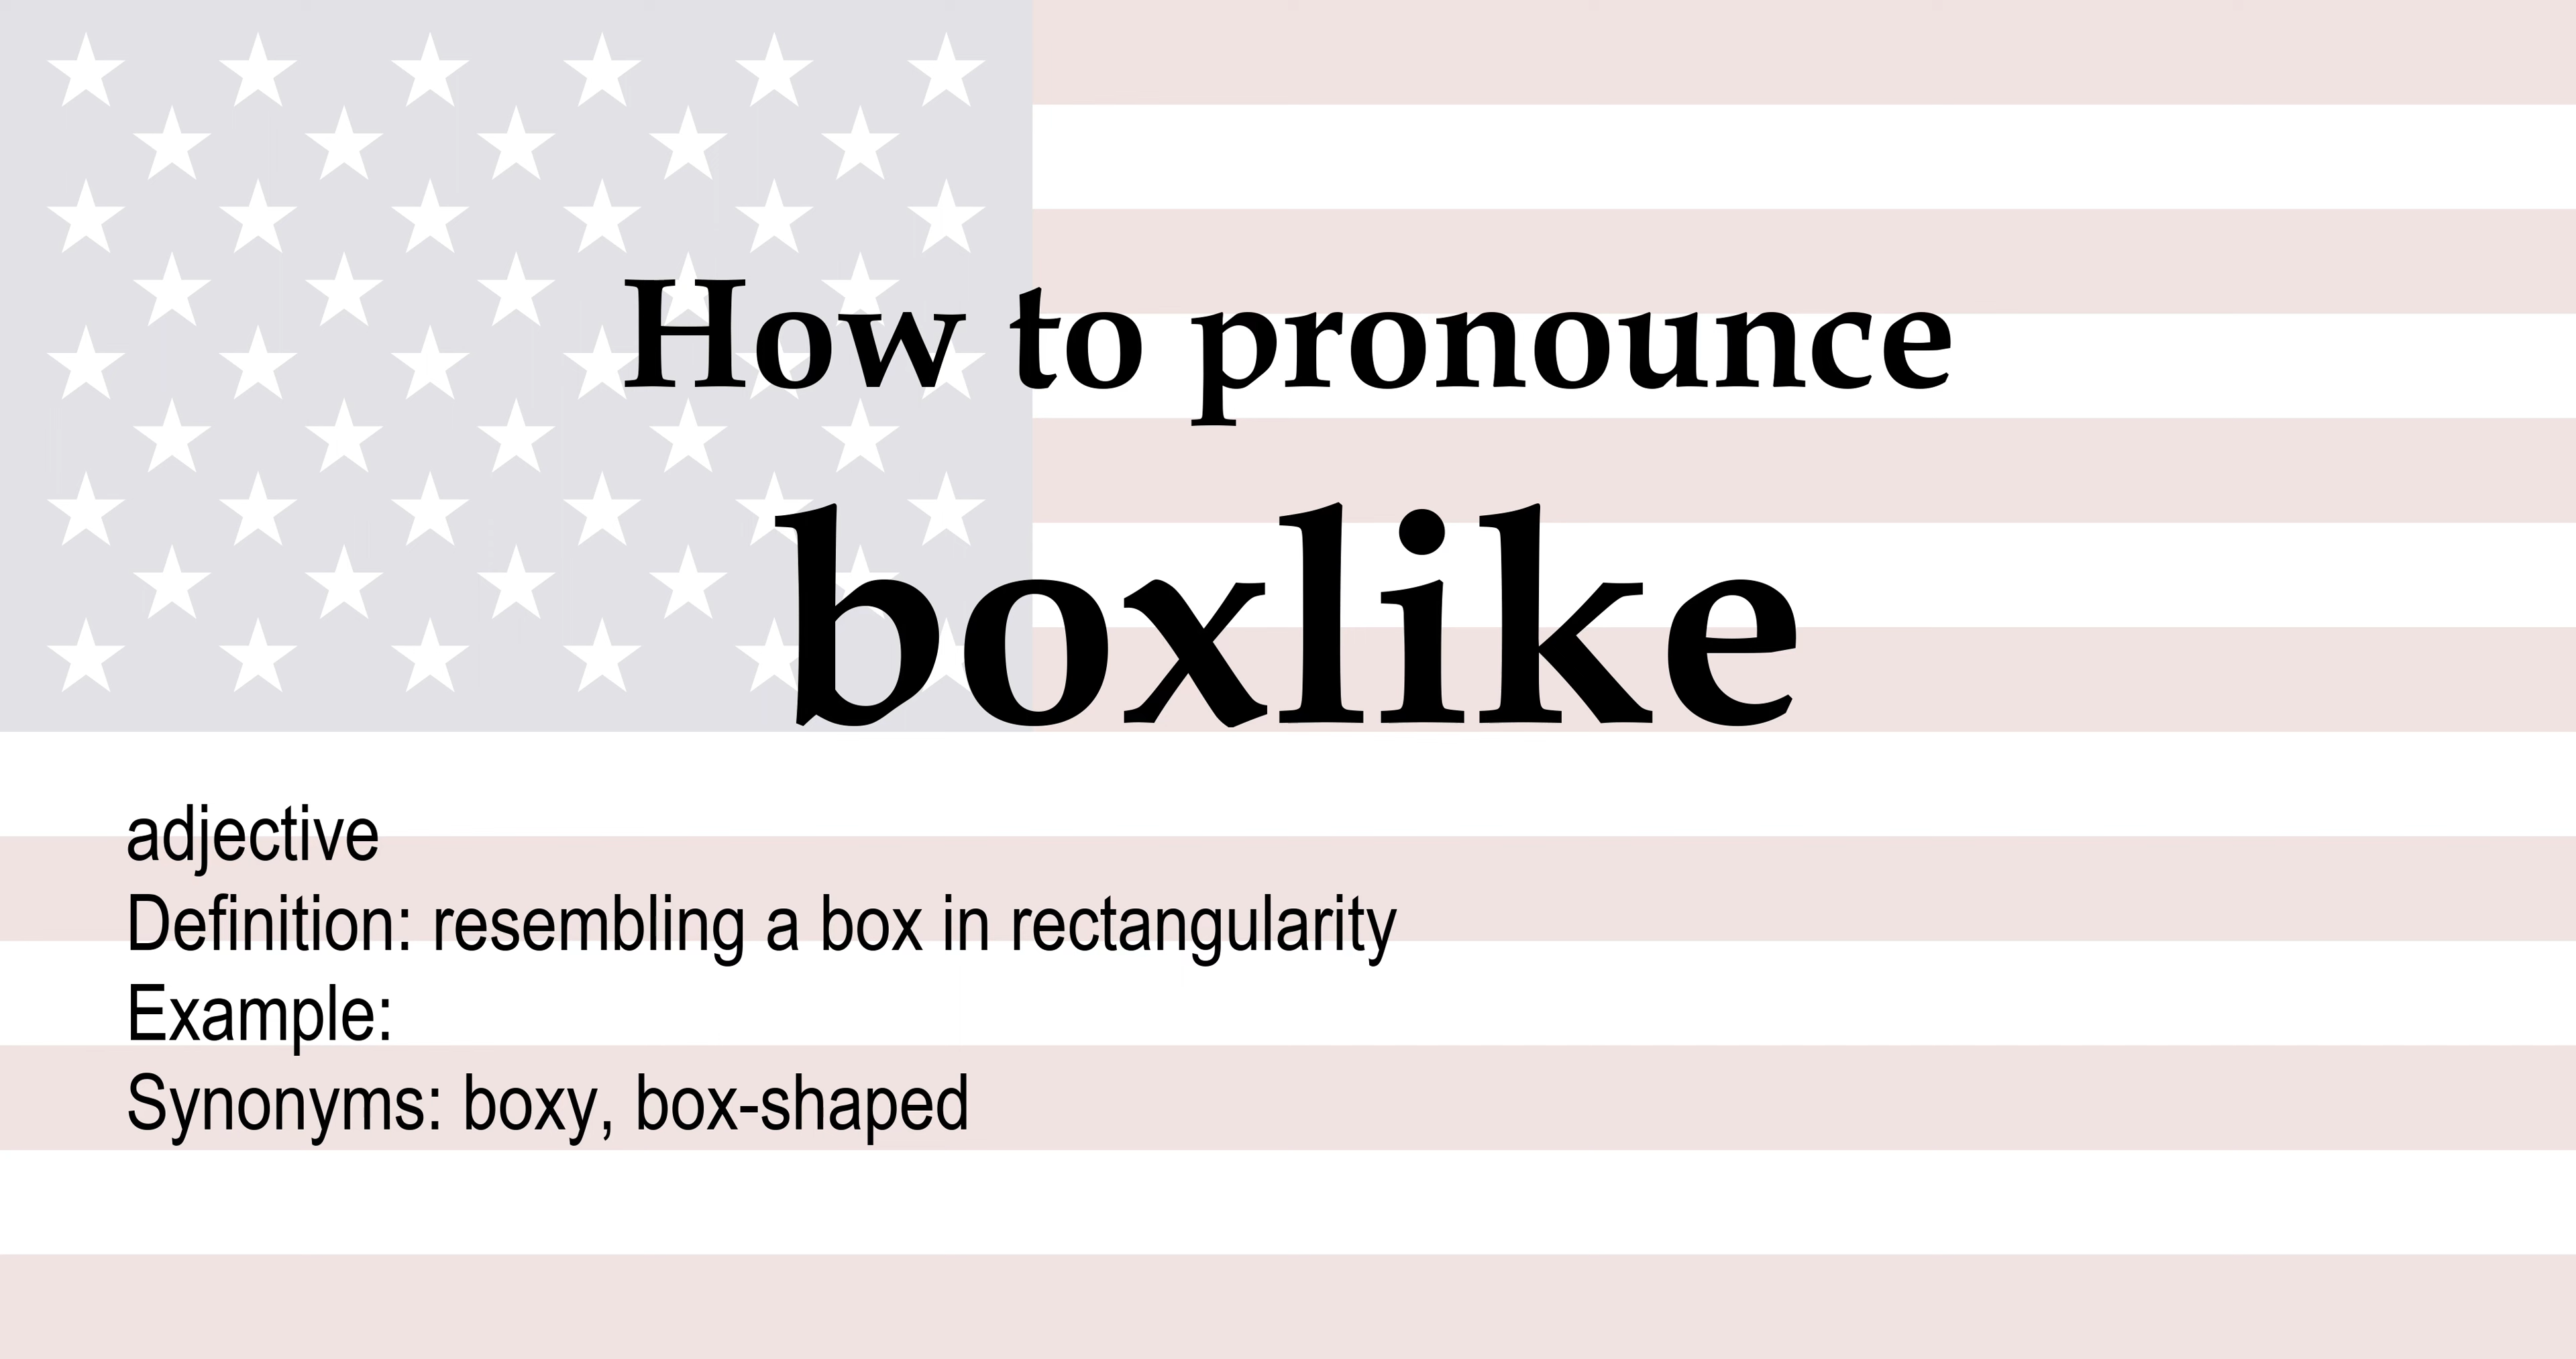 How to pronounce
boxlike
adjective
Definition: resembling a box in rectangularity
Example:
Synonyms: boxy, box-shaped